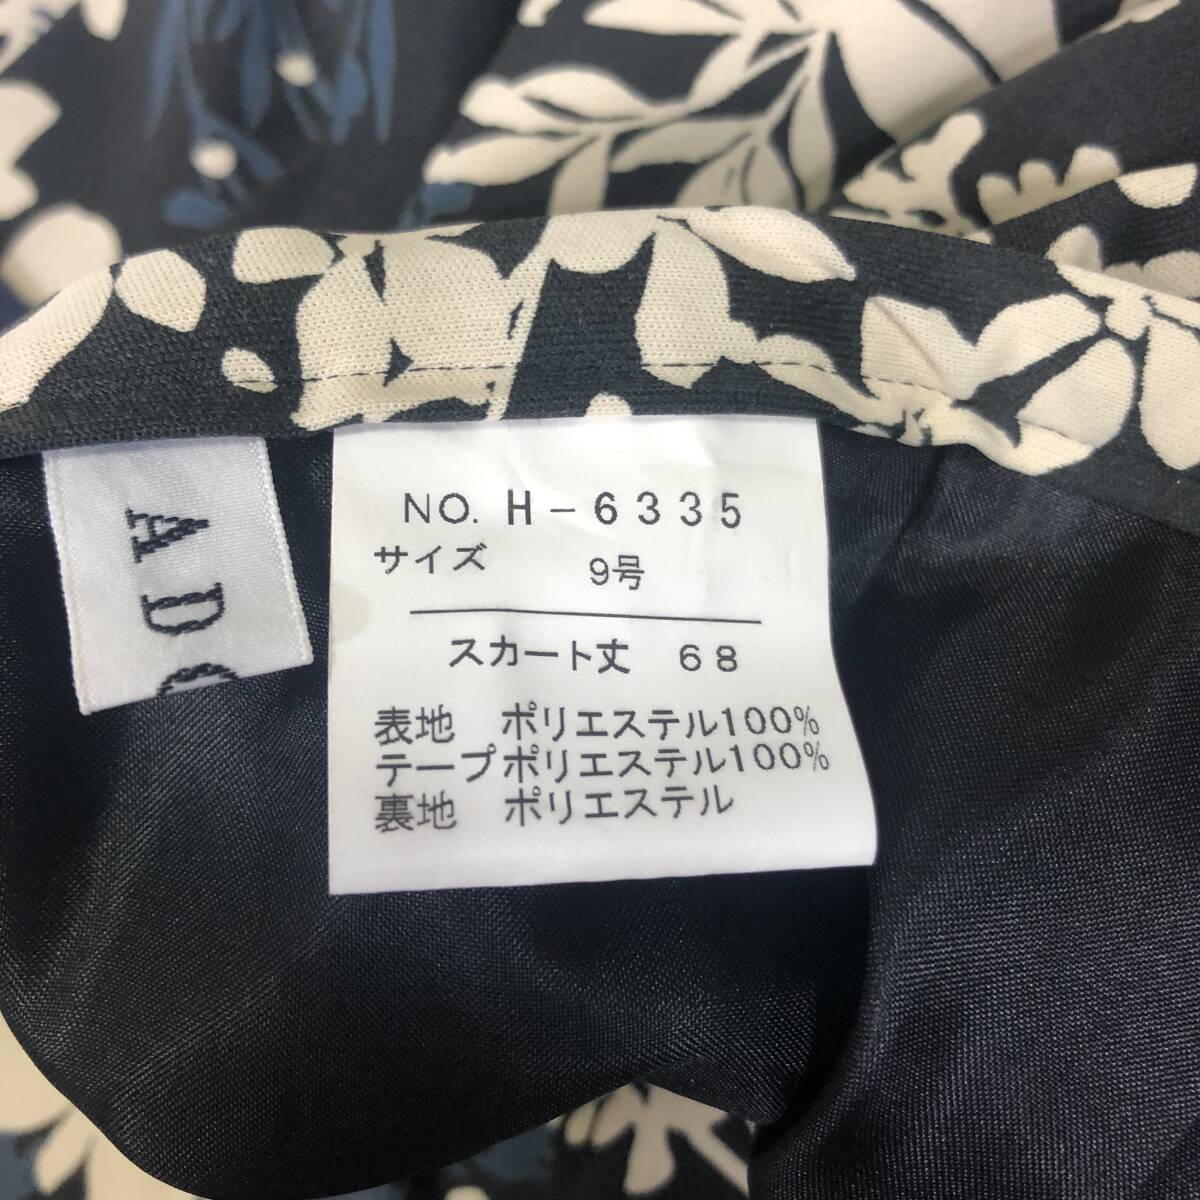 NO. H-6335
サイズ 9号
スカート丈 68
表地 ポリエステル100%
テープポリエステル100%
裏地 ポリエステル
AD